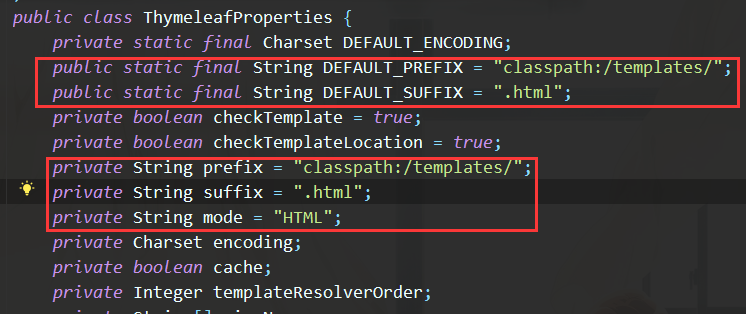 public class ThymeleafProperties {
private static final Charset DEFAULT_ENCODING;
public static final String DEFAULT_PREFIX = "classpath:/templates/";
public static final String DEFAULT_SUFFIX = ".html";
private boolean checkTemplate = true;
private boolean checkTemplateLocation = true;
private String prefix = "classpath:/templates/";
private String suffix = ".html";
private String mode = "HTML";
private Charset encoding;
private boolean cache;
private Integer templateResolverOrder;